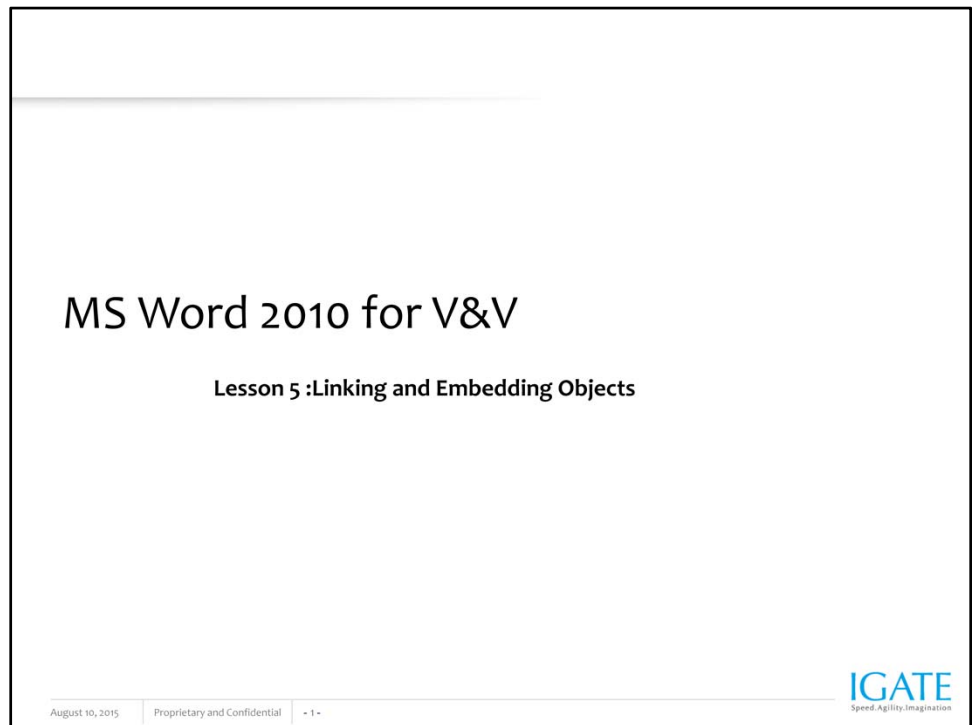 MS Word 2010 for V&V
Lesson 5 :Linking and Embedding Objects
August 10, 2015 Proprietary and Confidential - 1 -
IGATE
Speed.Agility.Imagination